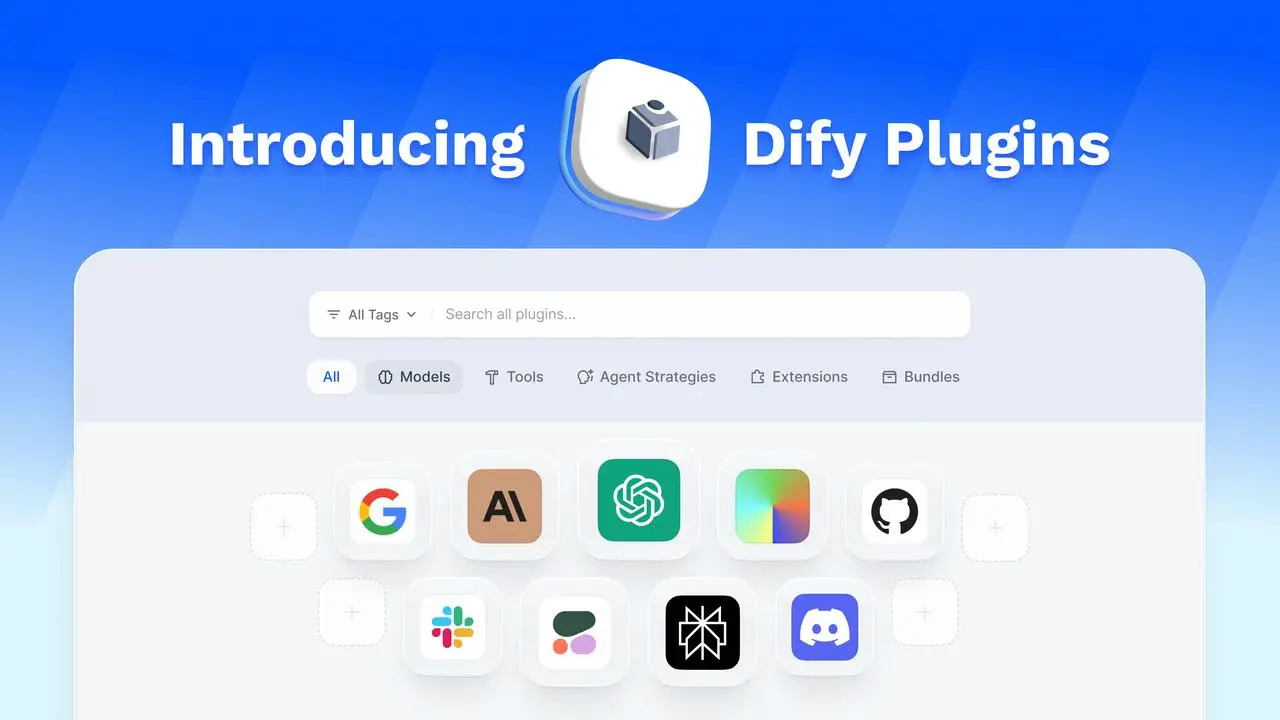 Introducing Dify Plugins
All Tags Search all plugins...
All Models Tools Agent Strategies Extensions Bundles